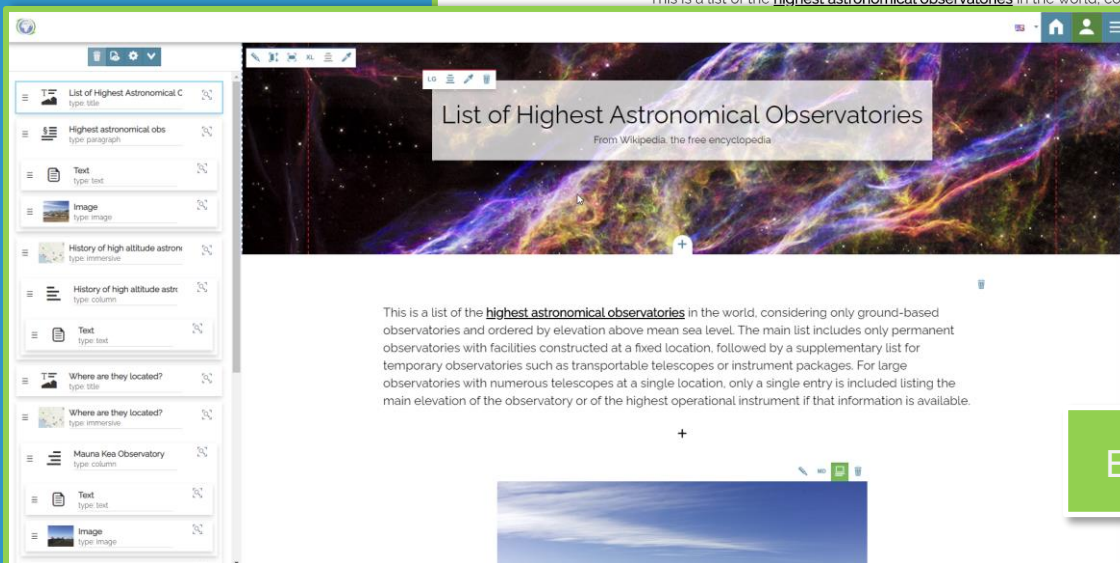 This is a list of the highest astronomical observatories in the world, co
XL
LG
List of Highest Astronomical Observatories
From Wikipedia, the free encyclopedia
List of Highest Astronomical C
type: title
Highest astronomical obs
type: paragraph
Text
type: text
Image
type: image
History of high altitude astron
type: immersive
History of high altitude astr
type: column
Text
type: text
Where are they located?
type: title
Where are they located?
type: immersive
Mauna Kea Observatory
type: column
Text
type: text
Image
type: image
This is a list of the highest astronomical observatories in the world, considering only ground-based
observatories and ordered by elevation above mean sea level. The main list includes only permanent
observatories with facilities constructed at a fixed location, followed by a supplementary list for
temporary observatories such as transportable telescopes or instrument packages. For large
observatories with numerous telescopes at a single location, only a single entry is included listing the
main elevation of the observatory or of the highest operational instrument if that information is available.
MD
E